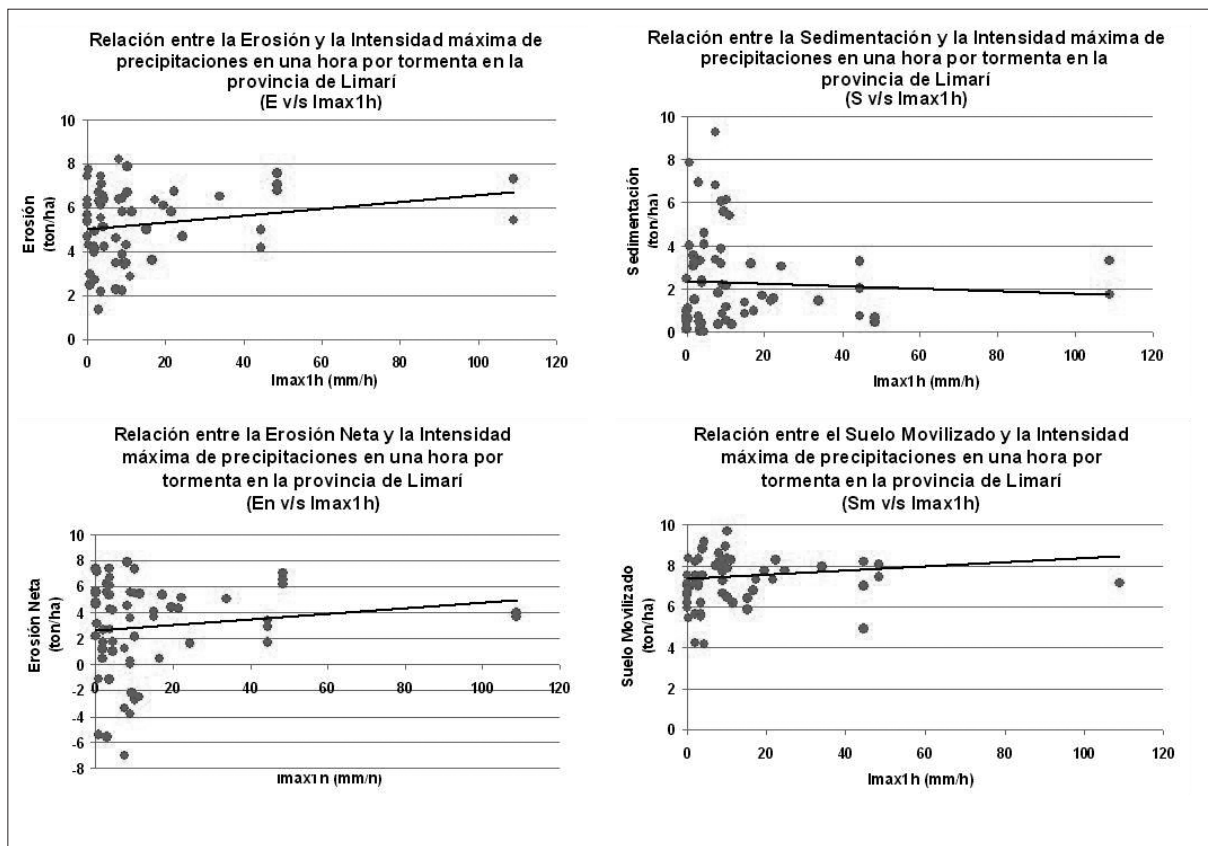 Relación entre la Erosión y la Intensidad máxima de
precipitaciones en una hora por tormenta en la
provincia de Limarí
(E v/s Imax1h)
10
8
6
4
2
0
Erosión
(ton/ha)
0 20 40 60 80 100 120
Imax1h (mm/h)
Relación entre la Sedimentación y la Intensidad máxima de
precipitaciones en una hora por tormenta en la
provincia de Limarí
(S v/s Imax1h)
10
8
6
4
2
0
Sedimentación
(ton/ha)
0 20 40 60 80 100 120
Imax1h (mm/h)
Relación entre la Erosión Neta y la Intensidad
máxima de precipitaciones en una hora por
tormenta en la provincia de Limarí
(En v/s Imax1h)
10
8
6
4
2
0
-2
-4
-6
-8
Erosión Neta
(ton/ha)
0 20 40 60 80 100 120
Imax1h (mm/h)
Relación entre el Suelo Movilizado y la Intensidad
máxima de precipitaciones en una hora por
tormenta en la provincia de Limarí
(Sm v/s Imax1h)
10
8
6
4
2
0
Suelo Movilizado
(ton/ha)
0 20 40 60 80 100 120
Imax1h (mm/h)